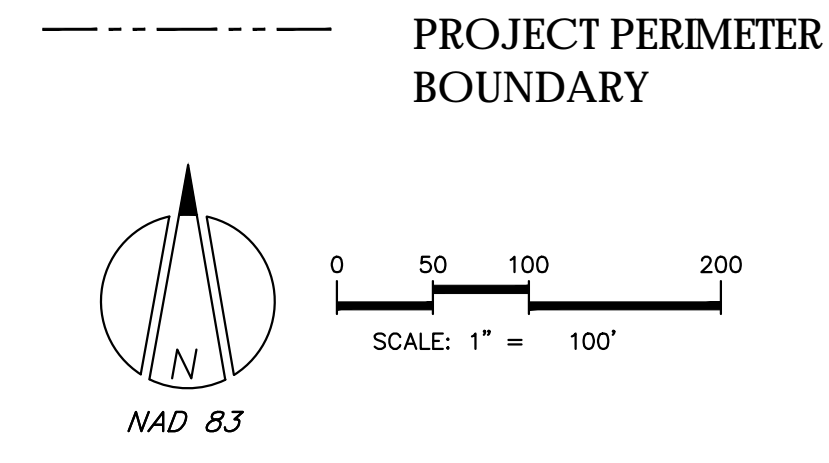 PROJECT PERIMETER
BOUNDARY
0 50 100 200
SCALE: 1" = 100'
N
NAD 83